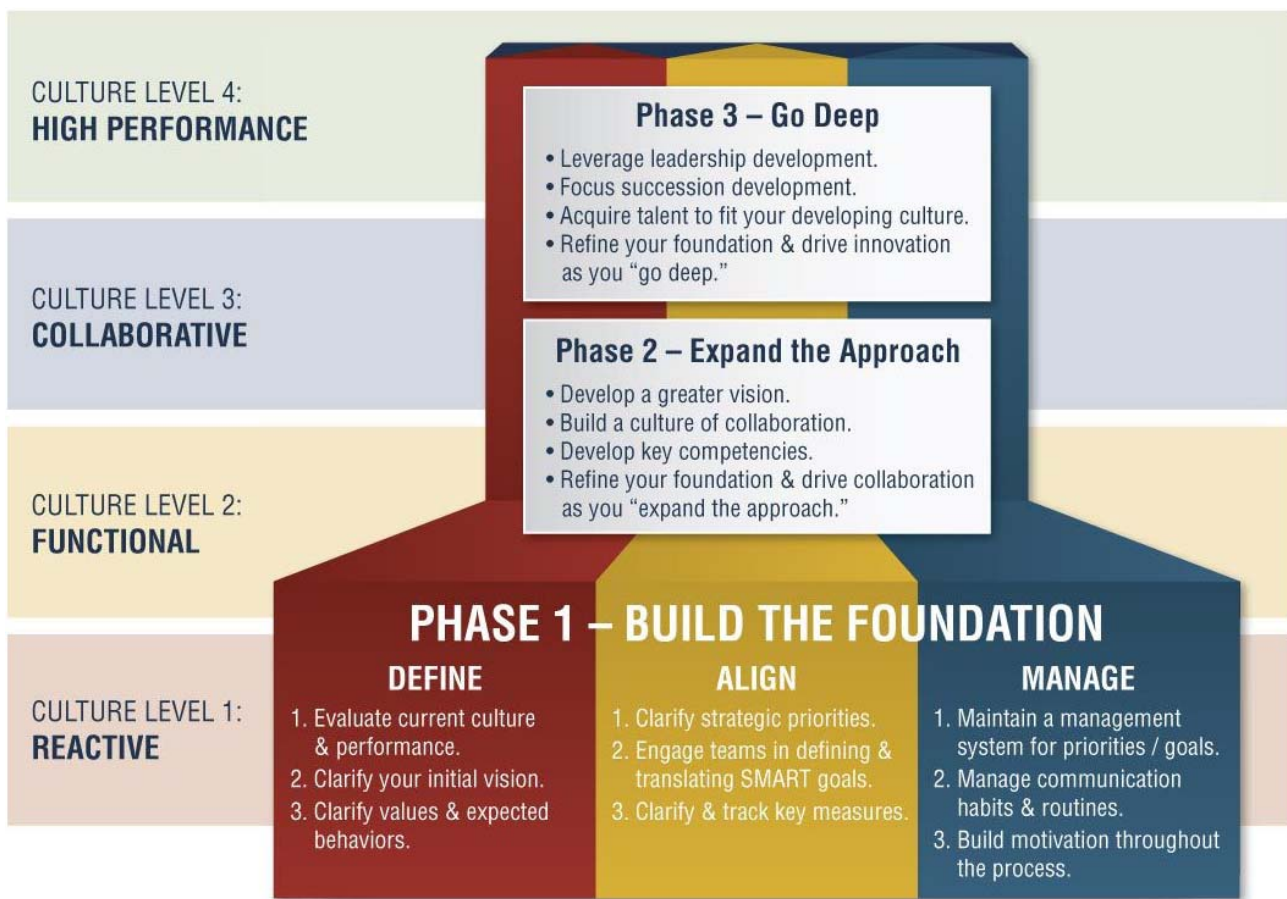 CULTURE LEVEL 4:
HIGH PERFORMANCE
Phase 3 – Go Deep
• Leverage leadership development.
• Focus succession development.
• Acquire talent to fit your developing culture.
• Refine your foundation & drive innovation
as you “go deep.”
CULTURE LEVEL 3:
COLLABORATIVE
Phase 2 – Expand the Approach
• Develop a greater vision.
• Build a culture of collaboration.
• Develop key competencies.
• Refine your foundation & drive collaboration
as you “expand the approach.”
CULTURE LEVEL 2:
FUNCTIONAL
PHASE 1 – BUILD THE FOUNDATION
CULTURE LEVEL 1:
REACTIVE
DEFINE
1. Evaluate current culture
& performance.
2. Clarify your initial vision.
3. Clarify values & expected
behaviors.
ALIGN
1. Clarify strategic priorities.
2. Engage teams in defining &
translating SMART goals.
3. Clarify & track key measures.
MANAGE
1. Maintain a management
system for priorities / goals.
2. Manage communication
habits & routines.
3. Build motivation throughout
the process.